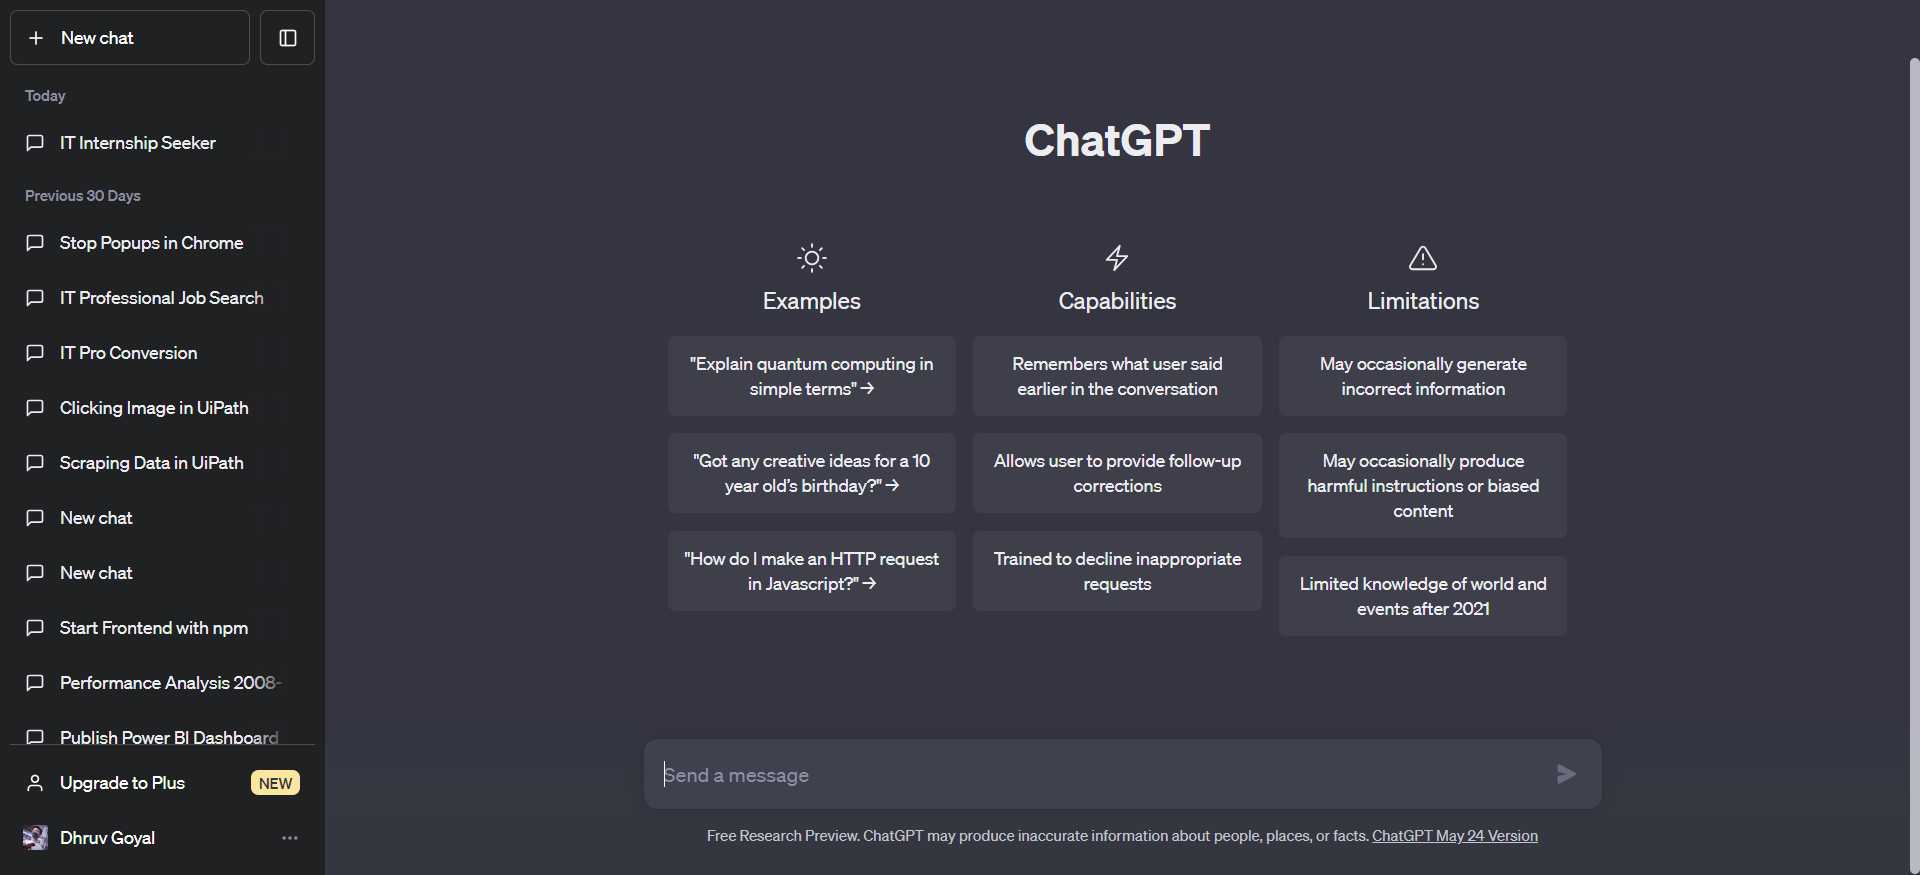 New chat
Today
IT Internship Seeker
Previous 30 Days
Stop Popups in Chrome
IT Professional Job Search
IT Pro Conversion
Clicking Image in UiPath
Scraping Data in UiPath
New chat
New chat
Start Frontend with npm
Performance Analysis 2008-
Publish Power BI Dashboard
Upgrade to Plus
NEW
Dhruv Goyal
ChatGPT
Examples
"Explain quantum computing in
simple terms" →
"Got any creative ideas for a 10
year old’s birthday?" →
"How do I make an HTTP request
in Javascript?" →
Capabilities
Remembers what user said
earlier in the conversation
Allows user to provide follow-up
corrections
Trained to decline inappropriate
requests
Limitations
May occasionally generate
incorrect information
May occasionally produce
harmful instructions or biased
content
Limited knowledge of world and
events after 2021
Send a message
Free Research Preview. ChatGPT may produce inaccurate information about people, places, or facts. ChatGPT May 24 Version